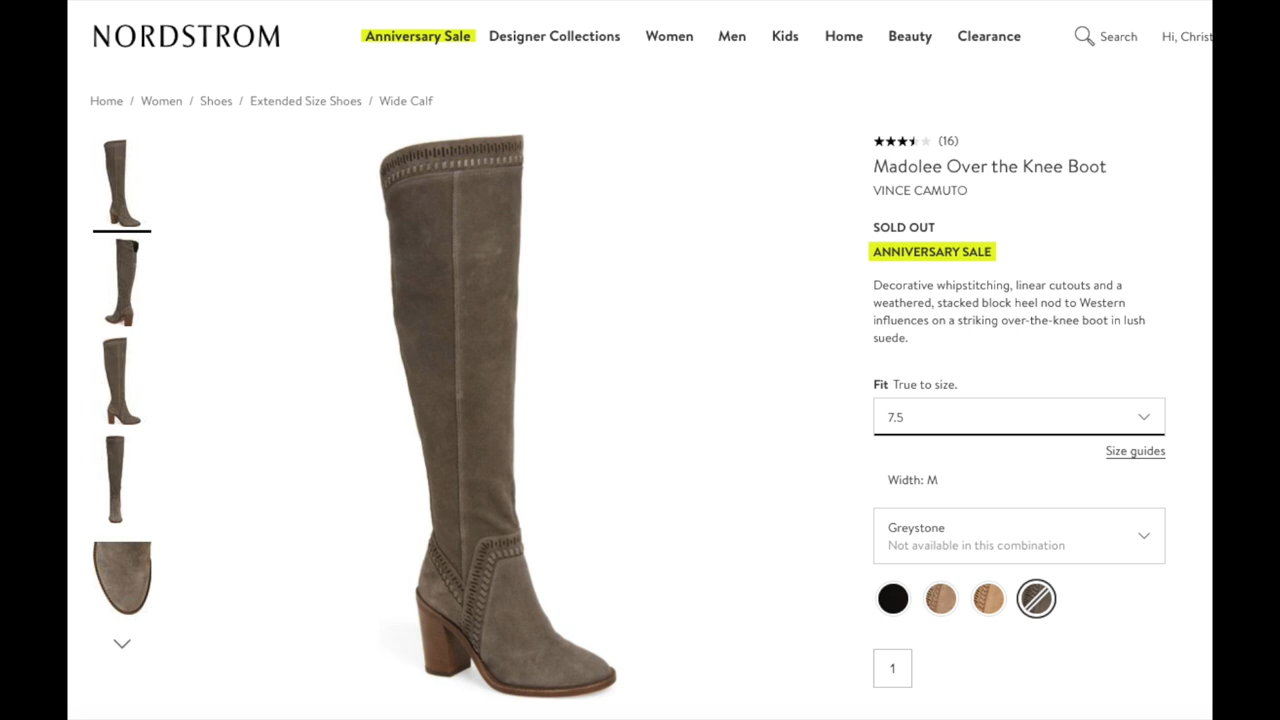 NORDSTROM
Anniversary Sale Designer Collections Women Men Kids Home Beauty Clearance Search Hi, Christ
Home / Women / Shoes / Extended Size Shoes / Wide Calf
(16)
Madolee Over the Knee Boot
VINCE CAMUTO
SOLD OUT
ANNIVERSARY SALE
Decorative whipstitching, linear cutouts and a
weathered, stacked block heel nod to Western
influences on a striking over-the-knee boot in lush
suede.
Fit True to size.
7.5
Size guides
Width: M
Greystone
Not available in this combination
1